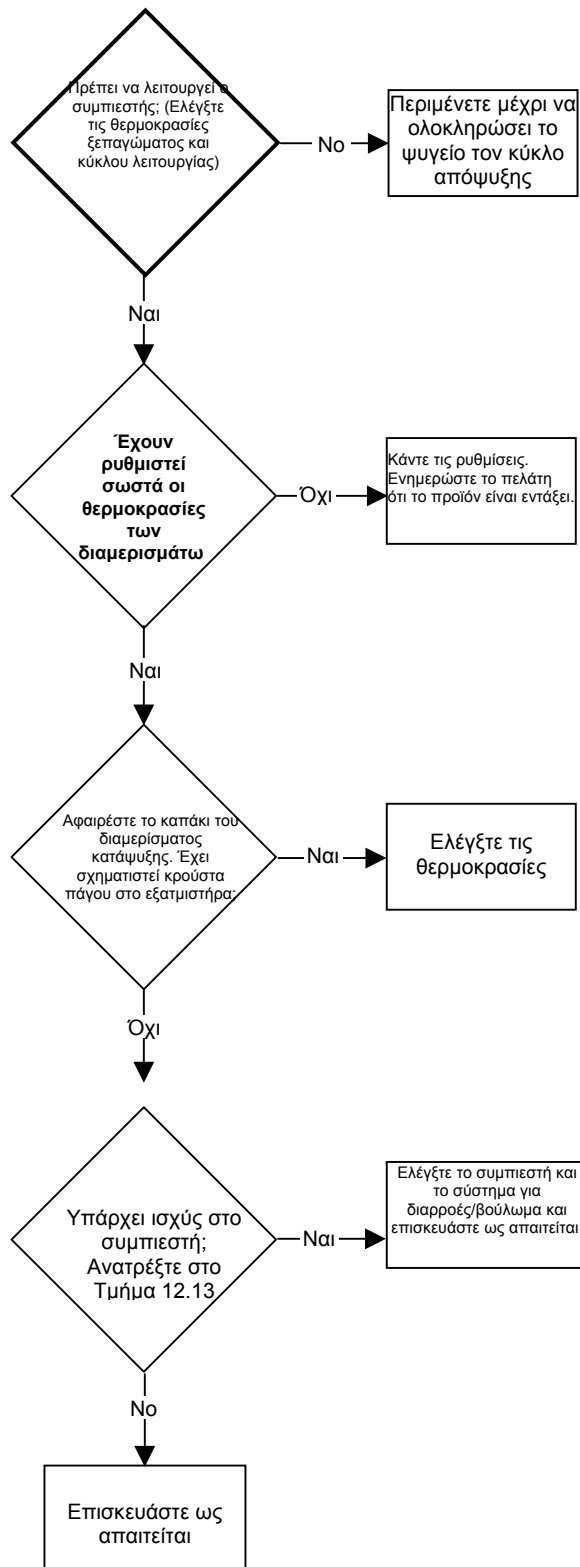 Πρέπει να λειτουργεί ο
συμπιεστής; (Ελέγξτε
τις θερμοκρασίες
ξεπαγώματος και
κύκλου λειτουργίας)
No
Περιμένετε μέχρι να
ολοκληρώσει το
ψυγείο τον κύκλο
απόψυξης
Ναι
Έχουν
ρυθμιστεί
σωστά οι
θερμοκρασίες
των
διαμερισμάτω
Όχι
Κάντε τις ρυθμίσεις.
Ενημερώστε το πελάτη
ότι το προϊόν είναι εντάξει.
Ναι
Αφαιρέστε το καπάκι του
διαμερίσματος
κατάψυξης. Έχει
σχηματιστεί κρούστα
πάγου στο εξατμιστήρα;
Ναι
Ελέγξτε τις
θερμοκρασίες
Όχι
Υπάρχει ισχύς στο
συμπιεστή;
Ανατρέξτε στο
Τμήμα 12.13
Ναι
Ελέγξτε το συμπιεστή και
το σύστημα για
διαρροές/βούλωμα και
επισκευάστε ως απαιτείται
No
Επισκευάστε ως
απαιτείται